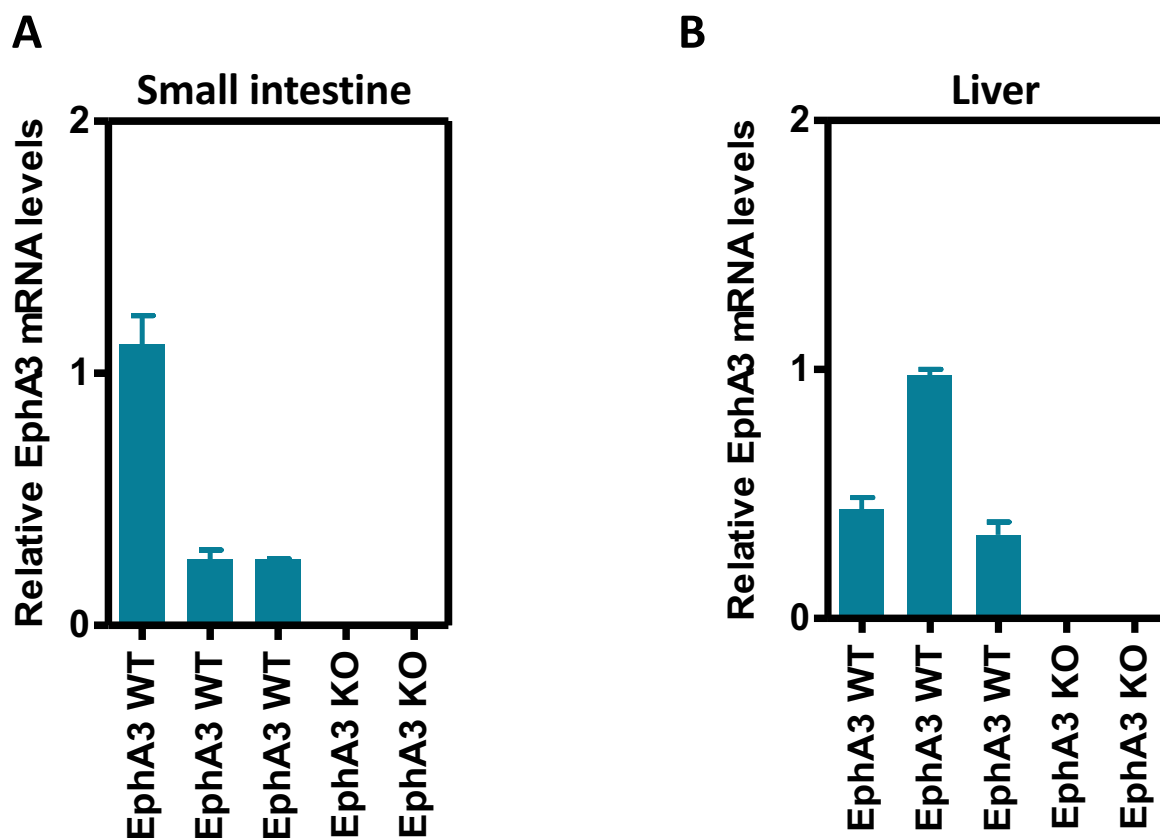 A
Small intestine
Relative EphA3 mRNA levels
2
1
0
EphA3 WT
EphA3 WT
EphA3 WT
EphA3 KO
EphA3 KO
B
Liver
Relative EphA3 mRNA levels
2
1
0
EphA3 WT
EphA3 WT
EphA3 WT
EphA3 KO
EphA3 KO